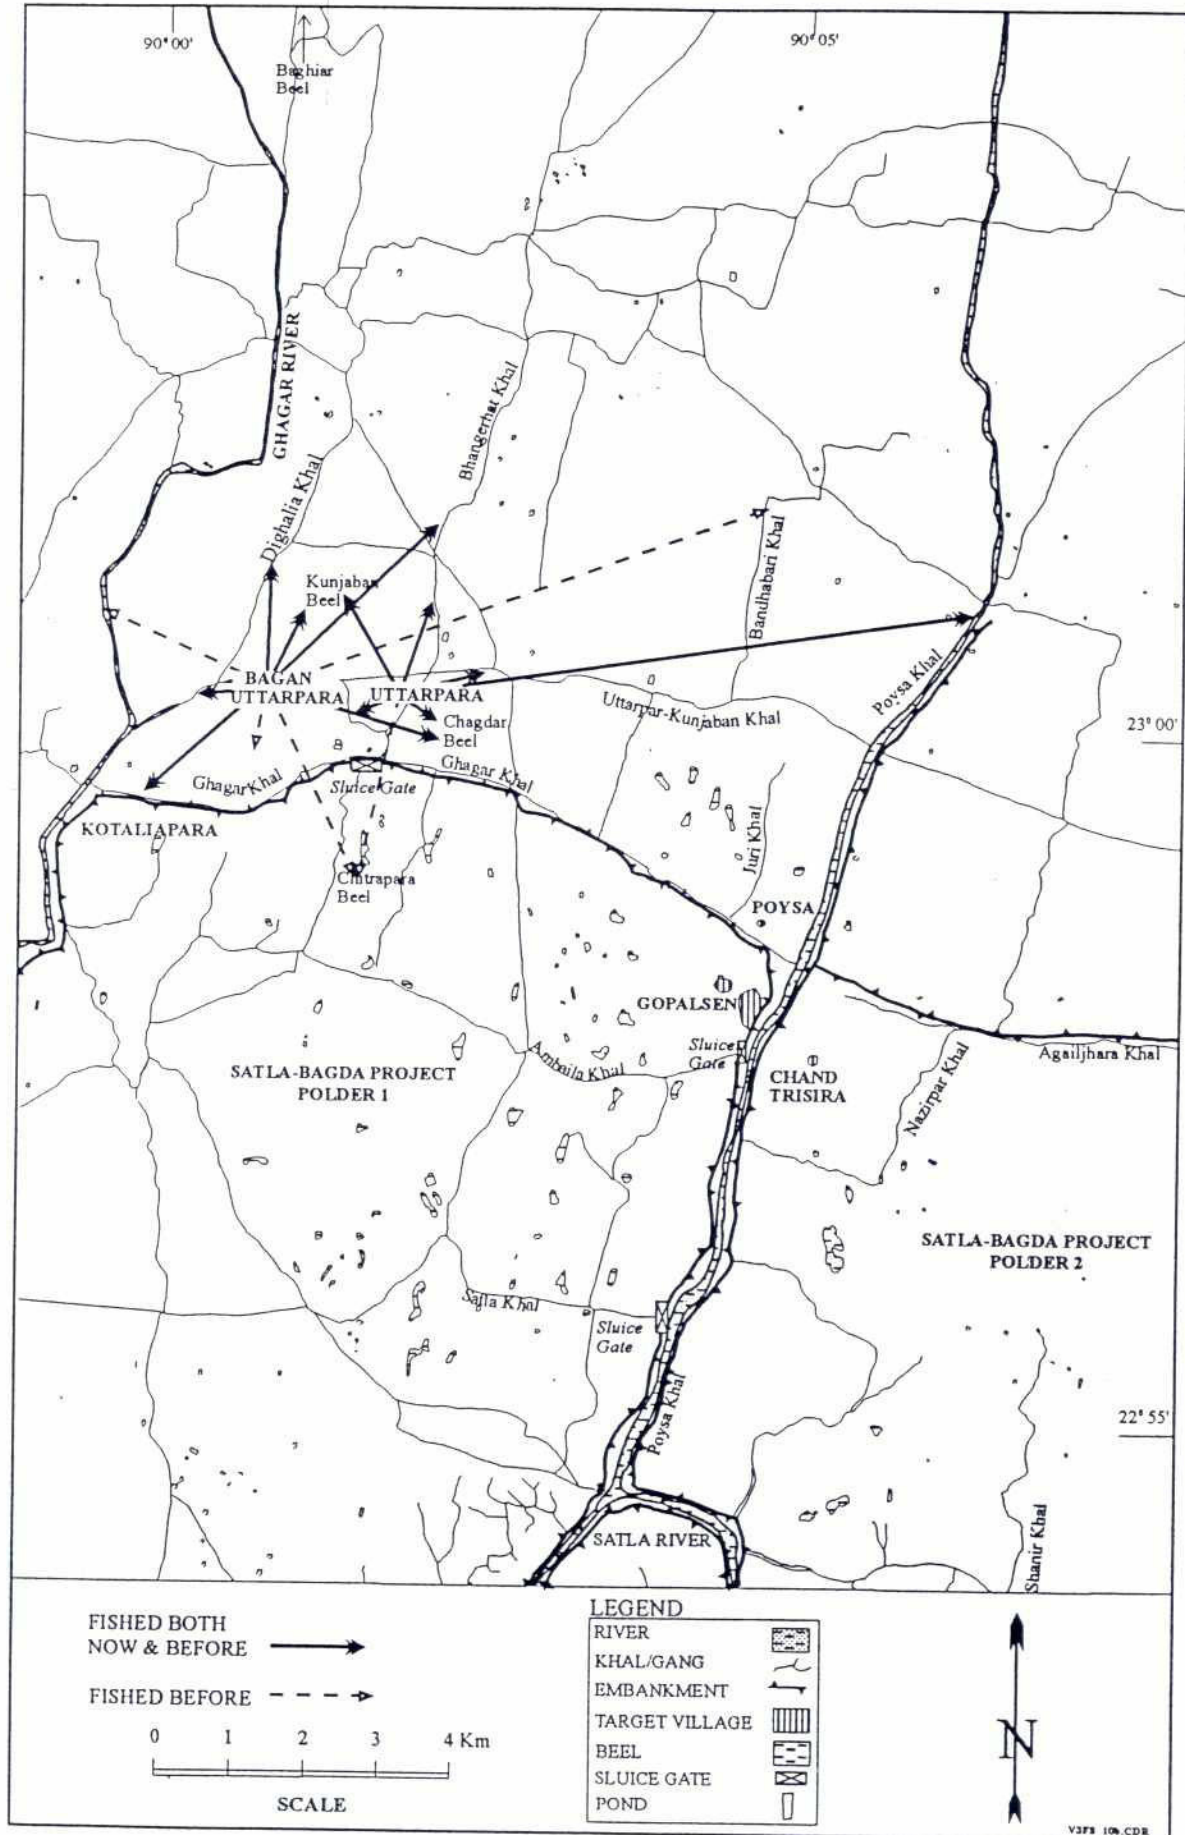 90° 00'
90° 05'
Baghiar
Beel
GHAGAR RIVER
Bhangerhat Khal
Dighalia Khal
Kunjaban
Beel
Bandhabari Khal
BAGAN
UTTARPARA
UTTARPARA
Poysa Khal
Chagdar
Beel
Uttarpar-Kunjaban Khal
23° 00'
Ghagar Khal
Ghagar Khal
Sluice Gate
KOTALIAPARA
Juri Khal
Chitrapara
Beel
POYSA
GOPALSEN
Ambaila Khal
Sluice
Gate
Agailjhara Khal
SATLA-BAGDA PROJECT
POLDER 1
CHAND
TRISIRA
Nazirpar Khal
SATLA-BAGDA PROJECT
POLDER 2
Satla Khal
Sluice
Gate
Poysa Khal
22° 55'
SATLA RIVER
Shanir Khal
FISHED BOTH
NOW & BEFORE
FISHED BEFORE
0 1 2 3 4 Km
SCALE
LEGEND
RIVER
KHAL/GANG
EMBANKMENT
TARGET VILLAGE
BEEL
SLUICE GATE
POND
N